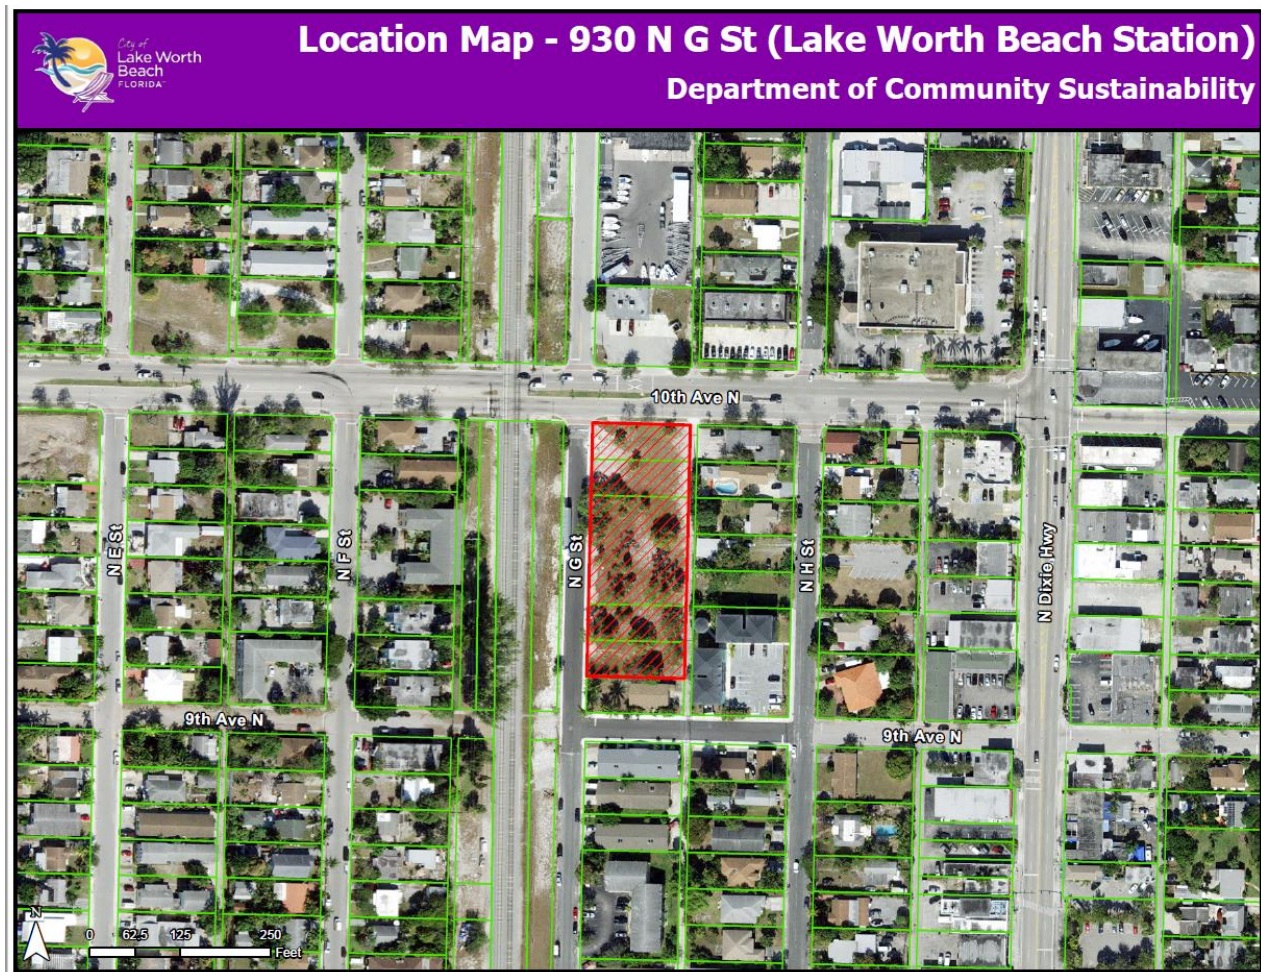 City of
Lake Worth
Beach
FLORIDA™
Location Map - 930 N G St (Lake Worth Beach Station)
Department of Community Sustainability
10th Ave N
N E St
N F St
N G St
N H St
N Dixie Hwy
9th Ave N
9th Ave N
N
0 62.5 125 250
Feet